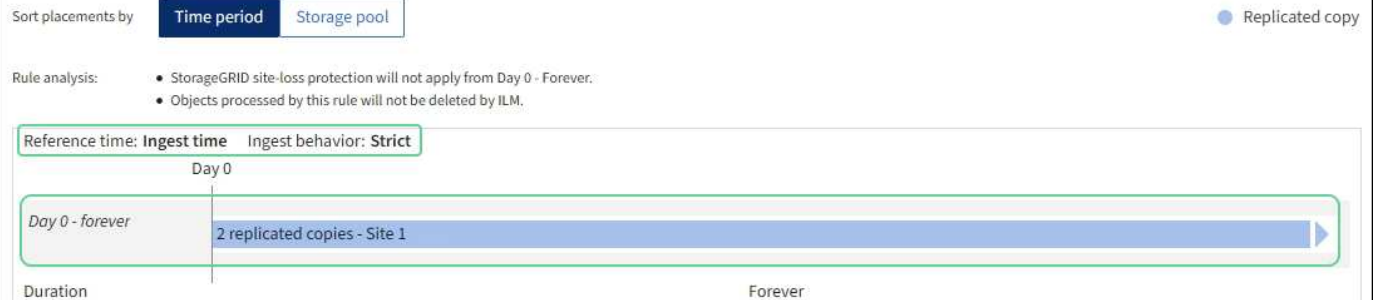 Sort placements by Time period Storage pool Replicated copy
Rule analysis: • StorageGRID site-loss protection will not apply from Day 0 - Forever.
• Objects processed by this rule will not be deleted by ILM.
Reference time: Ingest time Ingest behavior: Strict
Day 0
Day 0 - forever
2 replicated copies - Site 1
Duration Forever